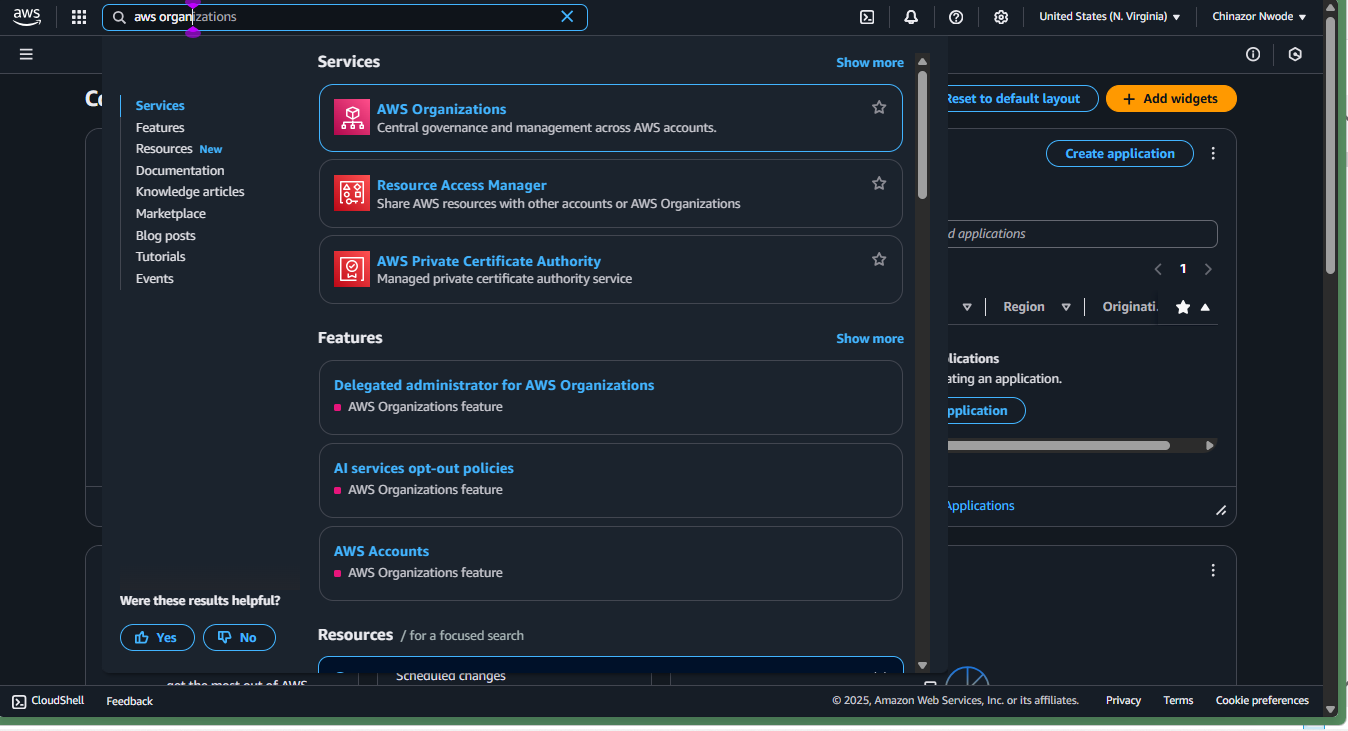 aws
aws organizations
United States (N. Virginia)
Chinazor Nwode
Reset to default layout
+ Add widgets
Services
Show more
Services
Features
Resources New
Documentation
Knowledge articles
Marketplace
Blog posts
Tutorials
Events
AWS Organizations
Central governance and management across AWS accounts.
Resource Access Manager
Share AWS resources with other accounts or AWS Organizations
AWS Private Certificate Authority
Managed private certificate authority service
Features
Show more
Delegated administrator for AWS Organizations
AWS Organizations feature
AI services opt-out policies
AWS Organizations feature
AWS Accounts
AWS Organizations feature
Resources / for a focused search
Were these results helpful?
Yes
No
Create application
d applications
1
Region
Originati
lications
ating an application.
pplication
Applications
get the most out of AWS
Scheduled changes
CloudShell
Feedback
© 2025, Amazon Web Services, Inc. or its affiliates.
Privacy
Terms
Cookie preferences